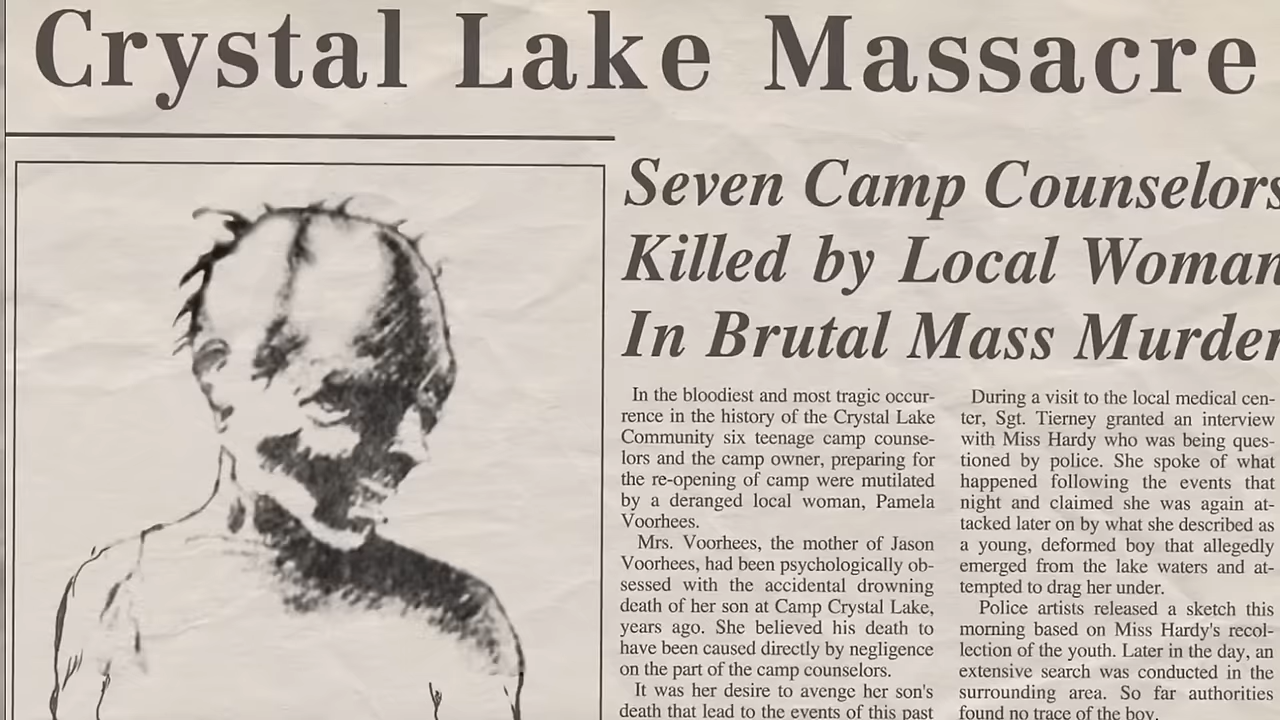 Crystal Lake Massacre
Seven Camp Counselors
Killed by Local Woman
In Brutal Mass Murder
In the bloodiest and most tragic occur-
rence in the history of the Crystal Lake
Community six teenage camp counse-
lors and the camp owner, preparing for
the re-opening of camp were mutilated
by a deranged local woman, Pamela
Voorhees.
Mrs. Voorhees, the mother of Jason
Voorhees, had been psychologically ob-
sessed with the accidental drowning
death of her son at Camp Crystal Lake,
years ago. She believed his death to
have been caused directly by negligence
on the part of the camp counselors.
It was her desire to avenge her son's
death that lead to the events of this past
During a visit to the local medical cen-
ter, Sgt. Tierney granted an interview
with Miss Hardy who was being ques-
tioned by police. She spoke of what
happened following the events that
night and claimed she was again at-
tacked later on by what she described as
a young, deformed boy that allegedly
emerged from the lake waters and at-
tempted to drag her under.
Police artists released a sketch this
morning based on Miss Hardy's recol-
lection of the youth. Later in the day, an
extensive search was conducted in the
surrounding area. So far authorities
found no trace of the boy.